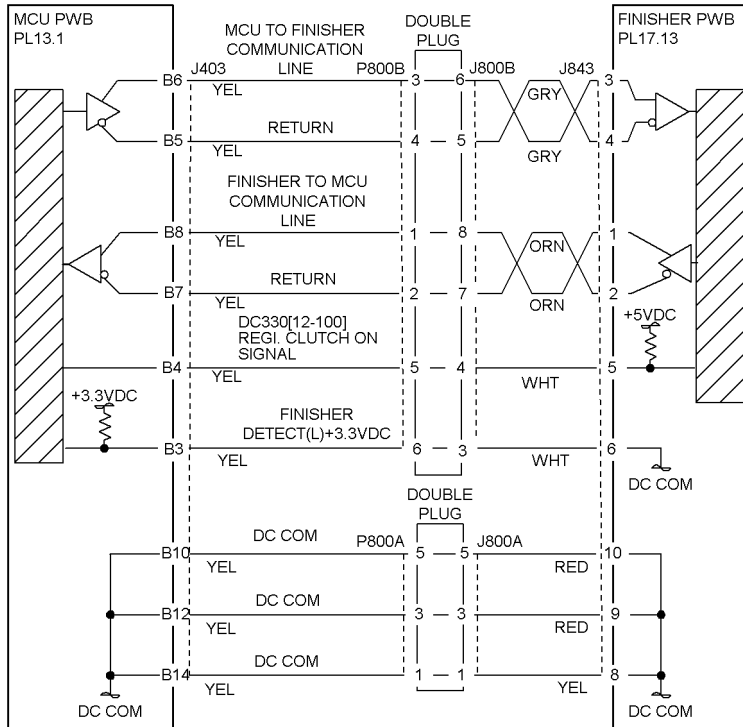 MCU PWB
PL13.1
MCU TO FINISHER
COMMUNICATION
LINE
DOUBLE
PLUG
FINISHER PWB
PL17.13
B6 J403 P800B 3 6 J800B J843 3
YEL GRY
RETURN
B5 4 5 4
YEL GRY
FINISHER TO MCU
COMMUNICATION
LINE
B8 1 8 1
YEL ORN
RETURN
B7 2 7 2
YEL ORN
DC330[12-100]
REGI. CLUTCH ON
SIGNAL
+5VDC
B4 5 4 5
YEL WHT
+3.3VDC
FINISHER
DETECT(L)+3.3VDC
B3 6 3 6
YEL WHT
DC COM
DOUBLE
PLUG
DC COM P800A J800A
B10 5 5 10
YEL RED
DC COM
B12 3 3 9
YEL RED
DC COM
B14 1 1 8
YEL YEL
DC COM DC COM